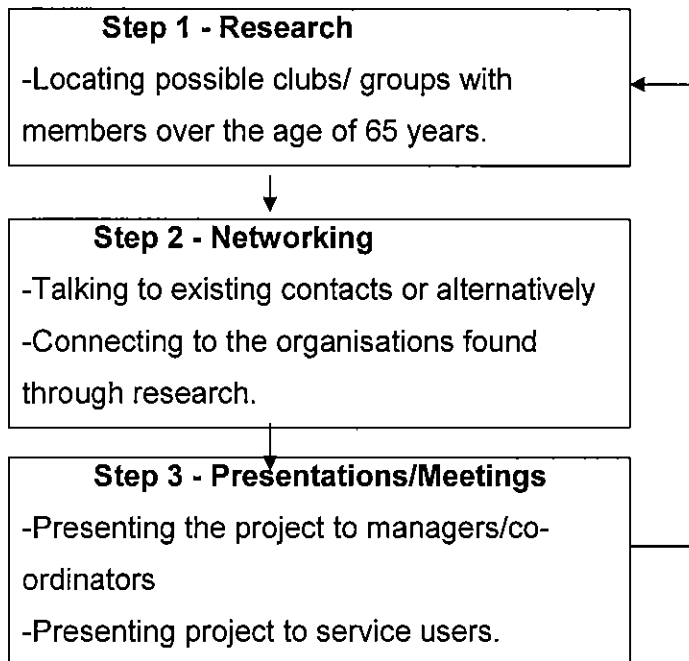 Step 1 - Research
-Locating possible clubs/ groups with
members over the age of 65 years.
Step 2 - Networking
-Talking to existing contacts or alternatively
-Connecting to the organisations found
through research.
Step 3 - Presentations/Meetings
-Presenting the project to managers/co-
ordinators
-Presenting project to service users.